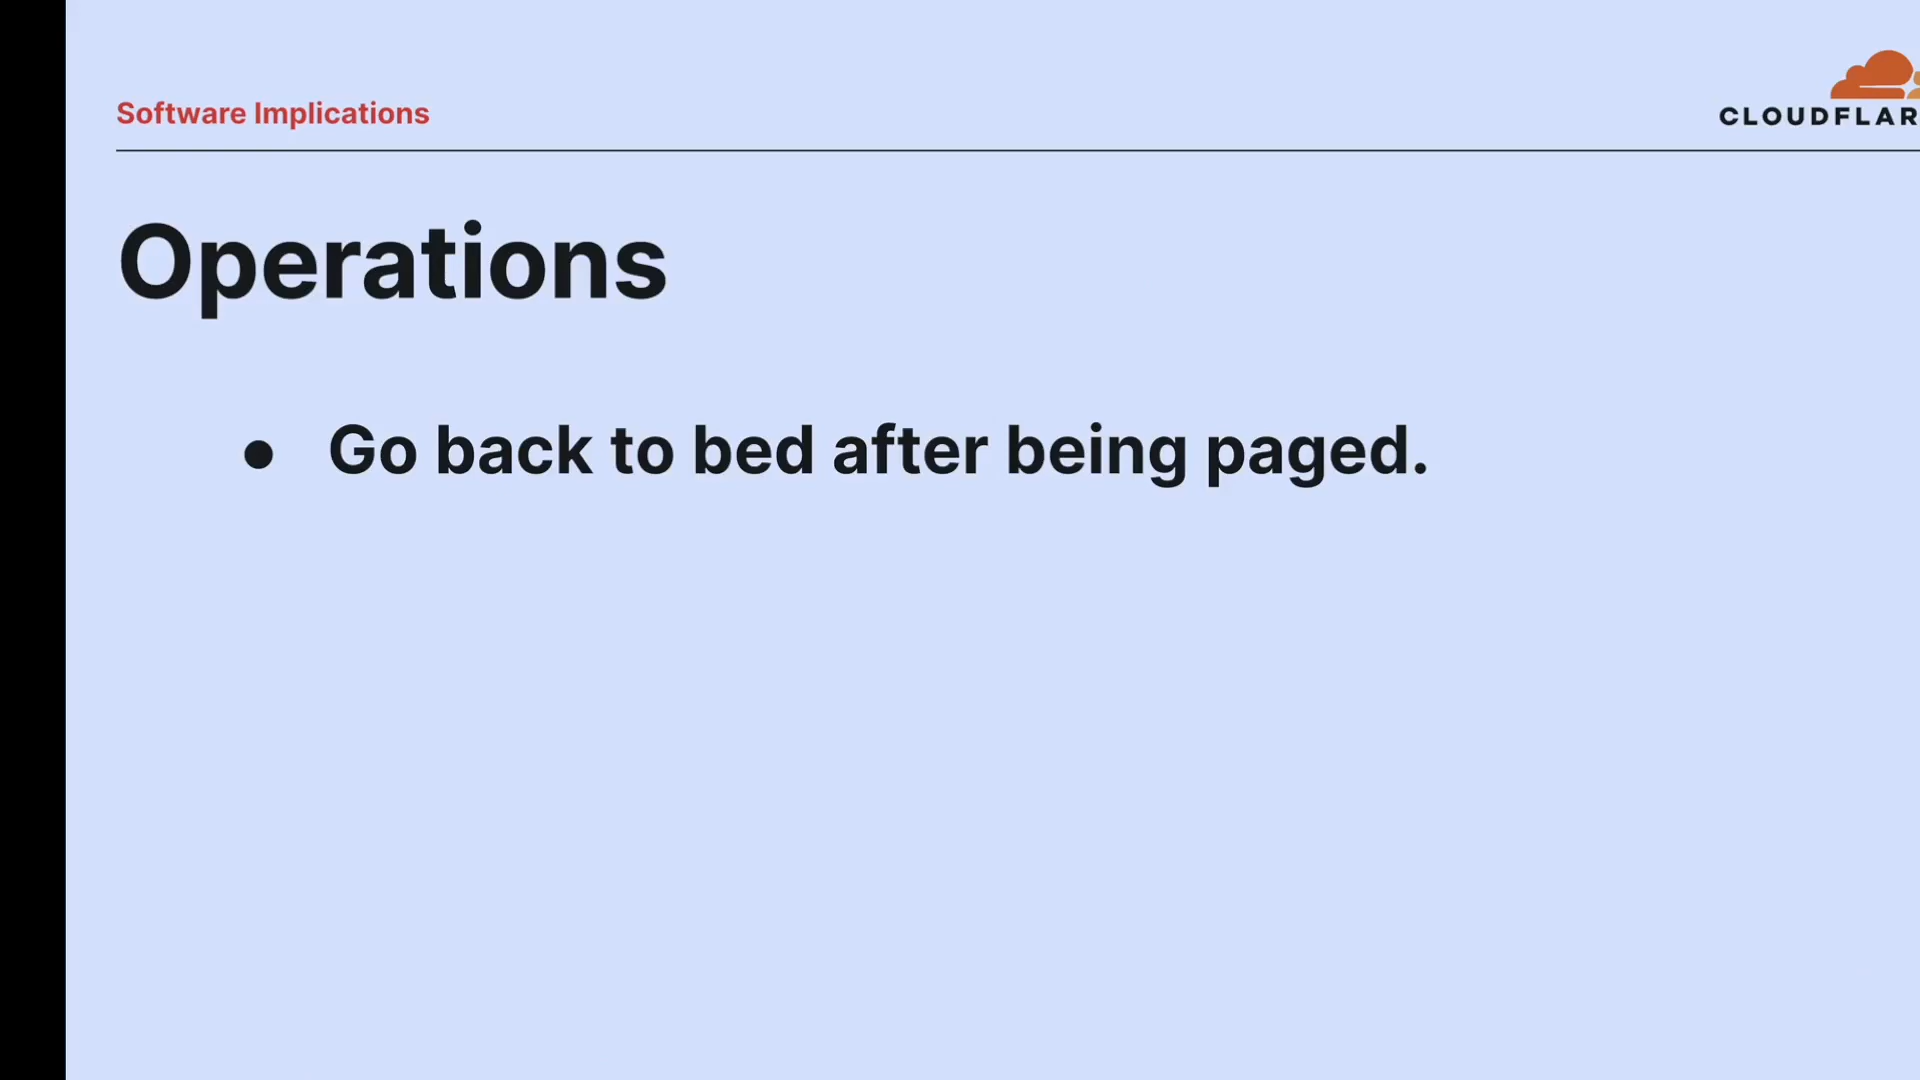 Software Implications
CLOUDFLAR
Operations
● Go back to bed after being paged.